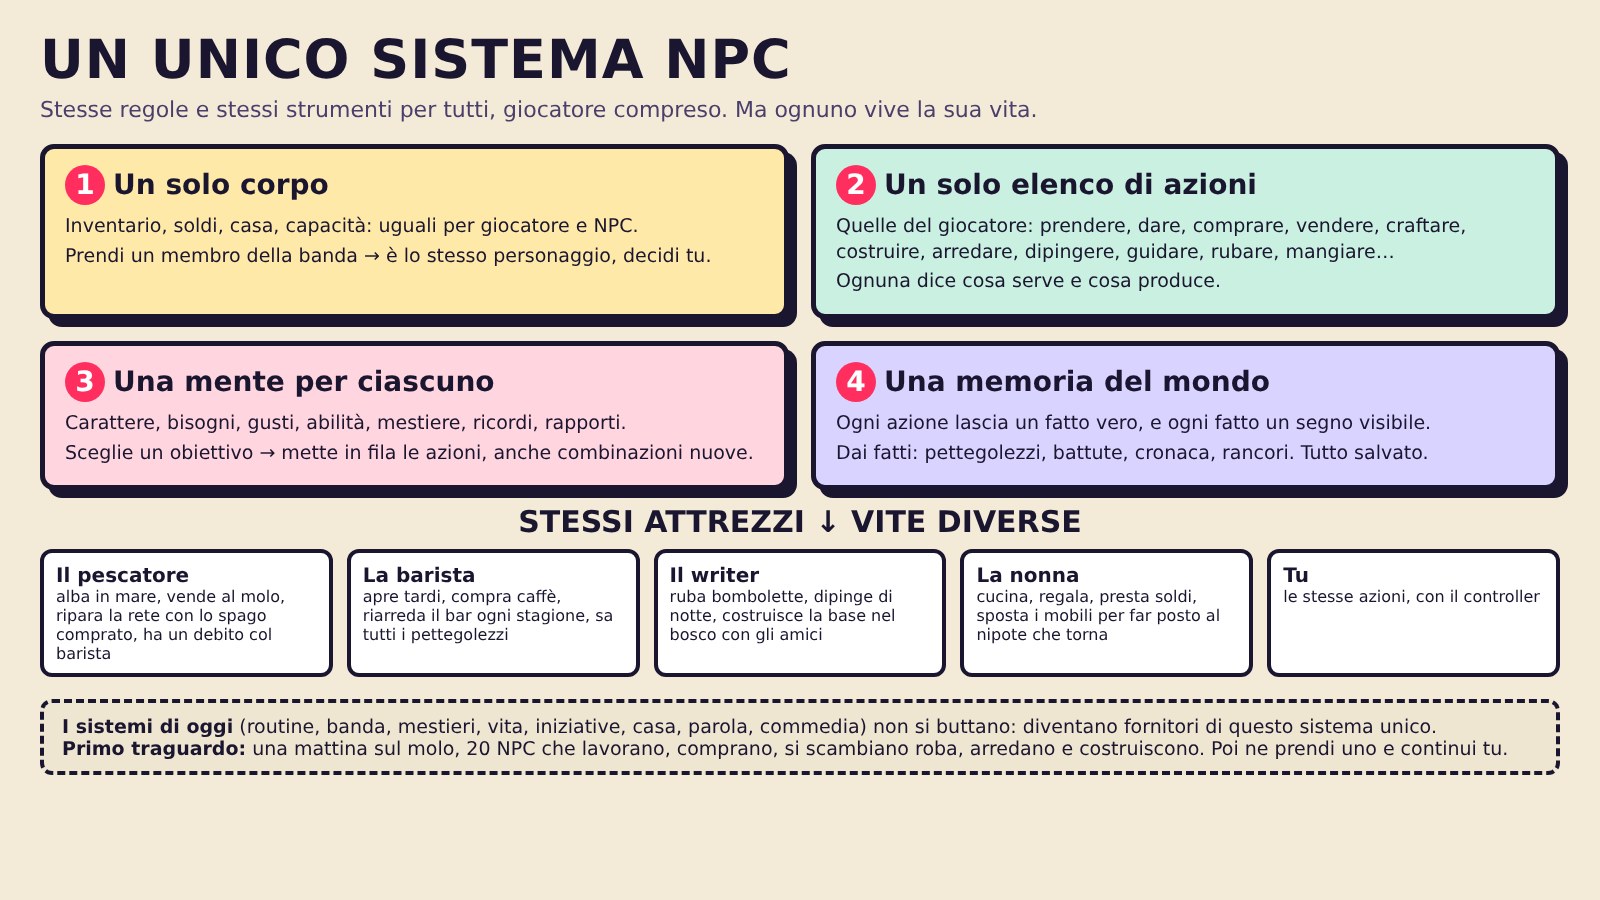 UN UNICO SISTEMA NPC
Stesse regole e stessi strumenti per tutti, giocatore compreso. Ma ognuno vive la sua vita.
1 Un solo corpo
Inventario, soldi, casa, capacità: uguali per giocatore e NPC.
Prendi un membro della banda → è lo stesso personaggio, decidi tu.
2 Un solo elenco di azioni
Quelle del giocatore: prendere, dare, comprare, vendere, craftare,
costruire, arredare, dipingere, guidare, rubare, mangiare…
Ognuna dice cosa serve e cosa produce.
3 Una mente per ciascuno
Carattere, bisogni, gusti, abilità, mestiere, ricordi, rapporti.
Sceglie un obiettivo → mette in fila le azioni, anche combinazioni nuove.
4 Una memoria del mondo
Ogni azione lascia un fatto vero, e ogni fatto un segno visibile.
Dai fatti: pettegolezzi, battute, cronaca, rancori. Tutto salvato.
STESSI ATTREZZI ↓ VITE DIVERSE
Il pescatore
alba in mare, vende al molo,
ripara la rete con lo spago
comprato, ha un debito col
barista
La barista
apre tardi, compra caffè,
riarreda il bar ogni stagione, sa
tutti i pettegolezzi
Il writer
ruba bombolette, dipinge di
notte, costruisce la base nel
bosco con gli amici
La nonna
cucina, regala, presta soldi,
sposta i mobili per far posto al
nipote che torna
Tu
le stesse azioni, con il controller
I sistemi di oggi (routine, banda, mestieri, vita, iniziative, casa, parola, commedia) non si buttano: diventano fornitori di questo sistema unico.
Primo traguardo: una mattina sul molo, 20 NPC che lavorano, comprano, si scambiano roba, arredano e costruiscono. Poi ne prendi uno e continui tu.